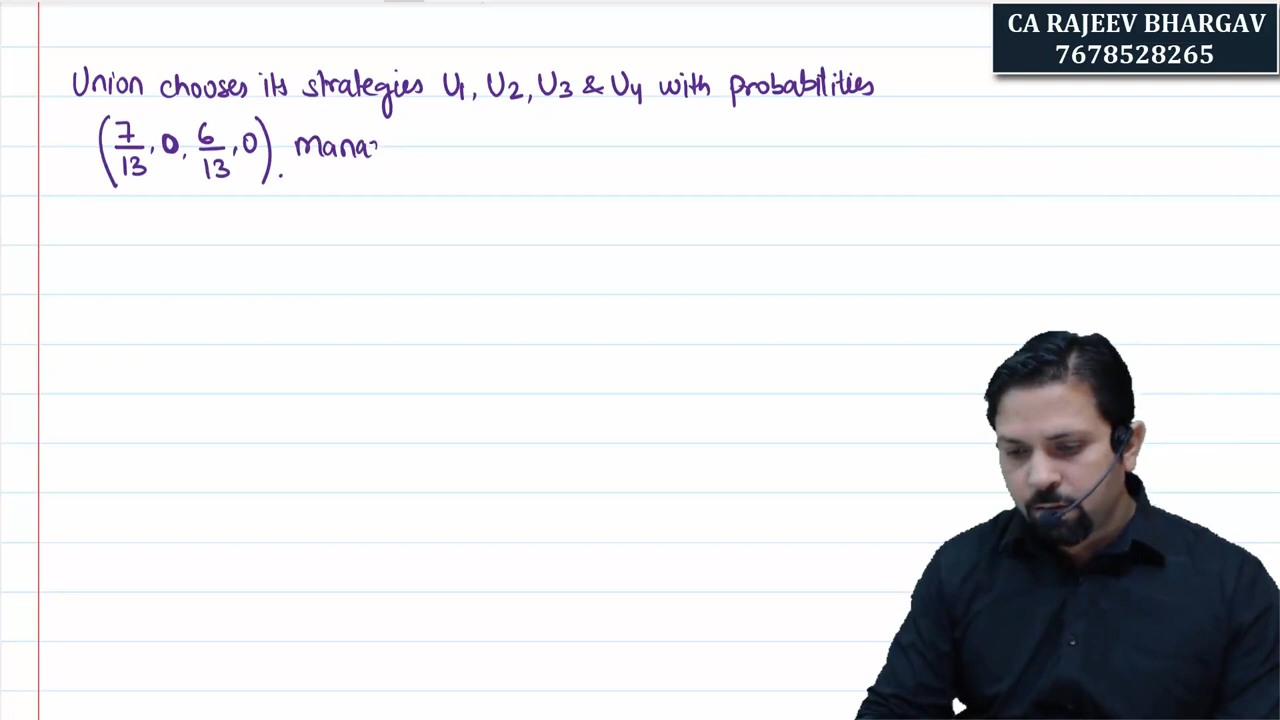 CA RAJEEV BHARGAV
7678528265
Union chooses its strategies U1, U2, U3 & U4 with probabilities
(7/13, 0, 6/13, 0). mana